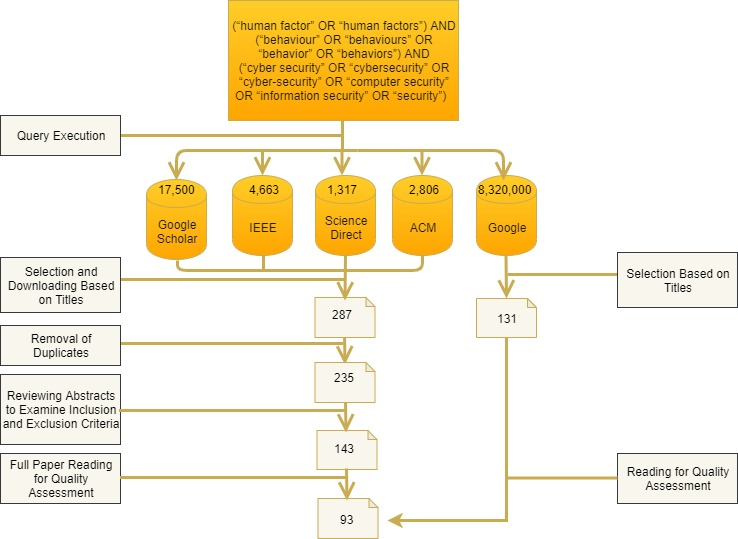 ("human factor" OR "human factors") AND
("behaviour" OR "behaviours" OR
"behavior" OR "behaviors") AND
("cyber security" OR "cybersecurity" OR
"cyber-security" OR "computer security"
OR "information security" OR "security")
Query Execution
17,500
Google
Scholar
4,663
IEEE
1,317
Science
Direct
2,806
ACM
8,320,000
Google
Selection and
Downloading Based
on Titles
Selection Based on
Titles
287
131
Removal of
Duplicates
235
Reviewing Abstracts
to Examine Inclusion
and Exclusion Criteria
143
Full Paper Reading
for Quality
Assessment
Reading for Quality
Assessment
93